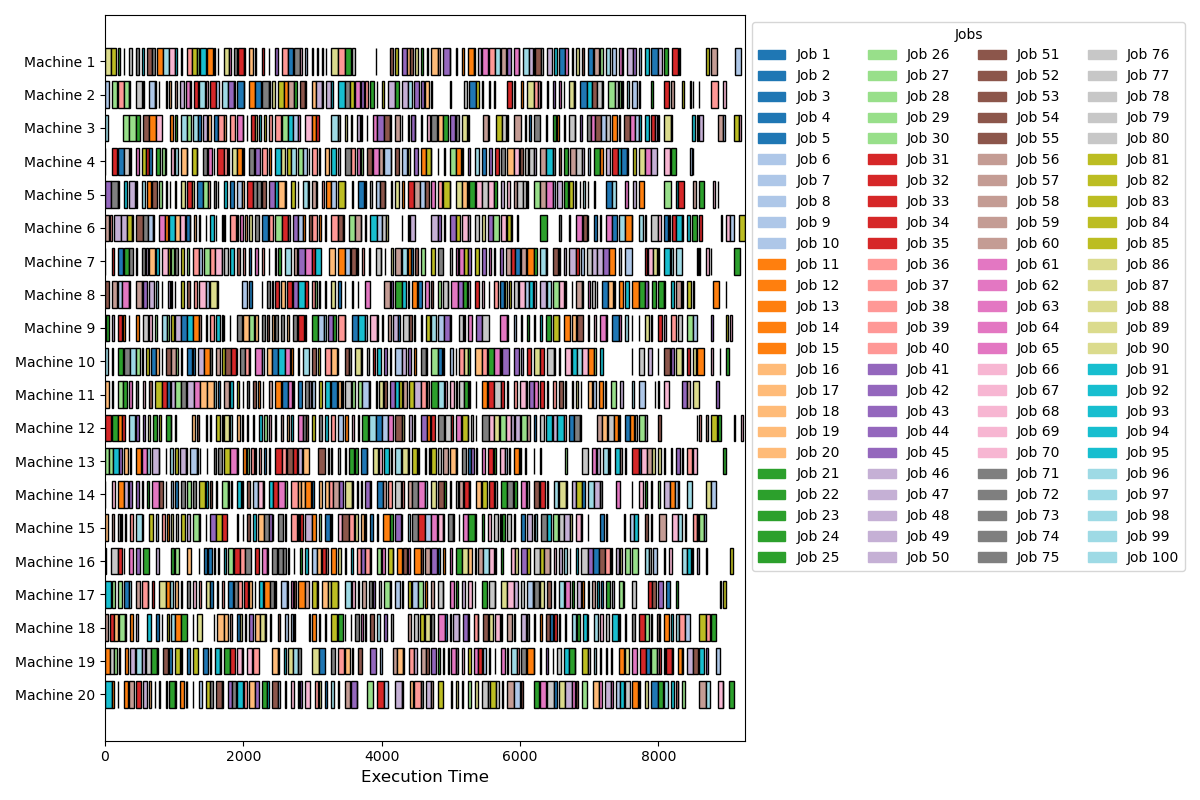 Machine 1
Machine 2
Machine 3
Machine 4
Machine 5
Machine 6
Machine 7
Machine 8
Machine 9
Machine 10
Machine 11
Machine 12
Machine 13
Machine 14
Machine 15
Machine 16
Machine 17
Machine 18
Machine 19
Machine 20
0 2000 4000 6000 8000
Execution Time
Jobs
Job 1 Job 26 Job 51 Job 76
Job 2 Job 27 Job 52 Job 77
Job 3 Job 28 Job 53 Job 78
Job 4 Job 29 Job 54 Job 79
Job 5 Job 30 Job 55 Job 80
Job 6 Job 31 Job 56 Job 81
Job 7 Job 32 Job 57 Job 82
Job 8 Job 33 Job 58 Job 83
Job 9 Job 34 Job 59 Job 84
Job 10 Job 35 Job 60 Job 85
Job 11 Job 36 Job 61 Job 86
Job 12 Job 37 Job 62 Job 87
Job 13 Job 38 Job 63 Job 88
Job 14 Job 39 Job 64 Job 89
Job 15 Job 40 Job 65 Job 90
Job 16 Job 41 Job 66 Job 91
Job 17 Job 42 Job 67 Job 92
Job 18 Job 43 Job 68 Job 93
Job 19 Job 44 Job 69 Job 94
Job 20 Job 45 Job 70 Job 95
Job 21 Job 46 Job 71 Job 96
Job 22 Job 47 Job 72 Job 97
Job 23 Job 48 Job 73 Job 98
Job 24 Job 49 Job 74 Job 99
Job 25 Job 50 Job 75 Job 100